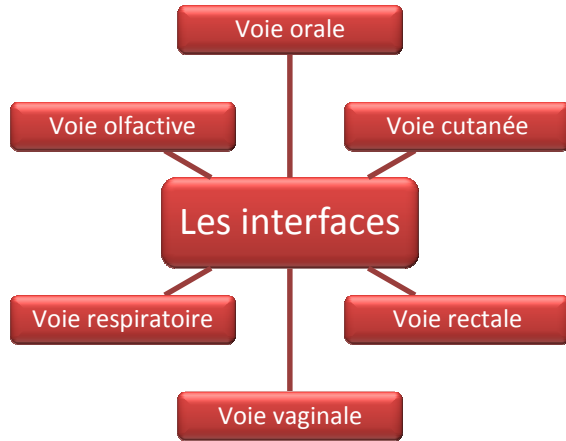 Voie orale
Voie olfactive
Voie cutanée
Les interfaces
Voie respiratoire
Voie rectale
Voie vaginale